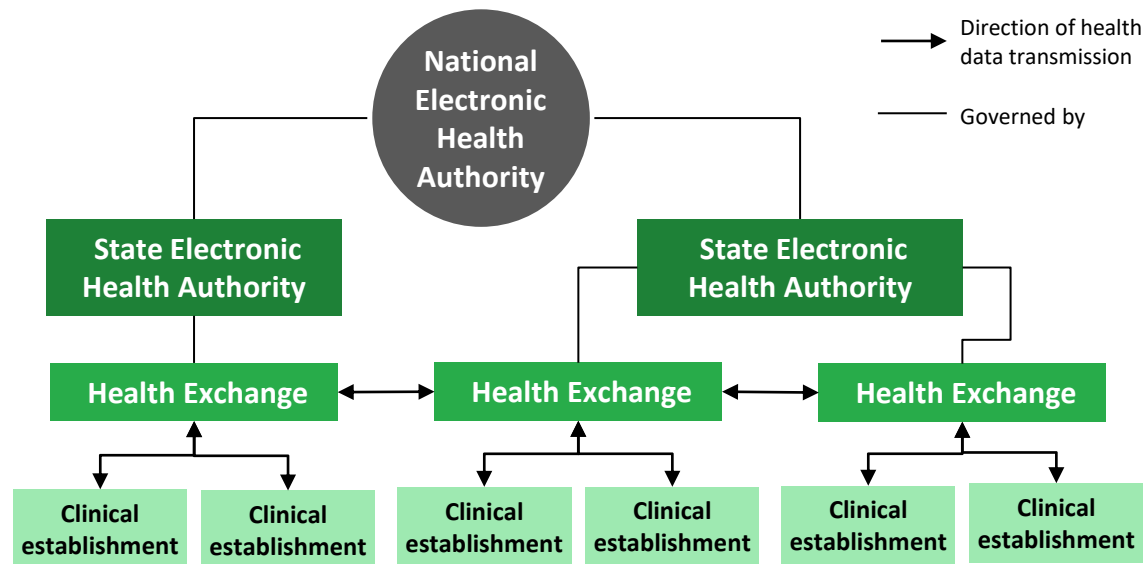 National
Electronic
Health
Authority
Direction of health
data transmission
Governed by
State Electronic
Health Authority
State Electronic
Health Authority
Health Exchange
Health Exchange
Health Exchange
Clinical
establishment
Clinical
establishment
Clinical
establishment
Clinical
establishment
Clinical
establishment
Clinical
establishment